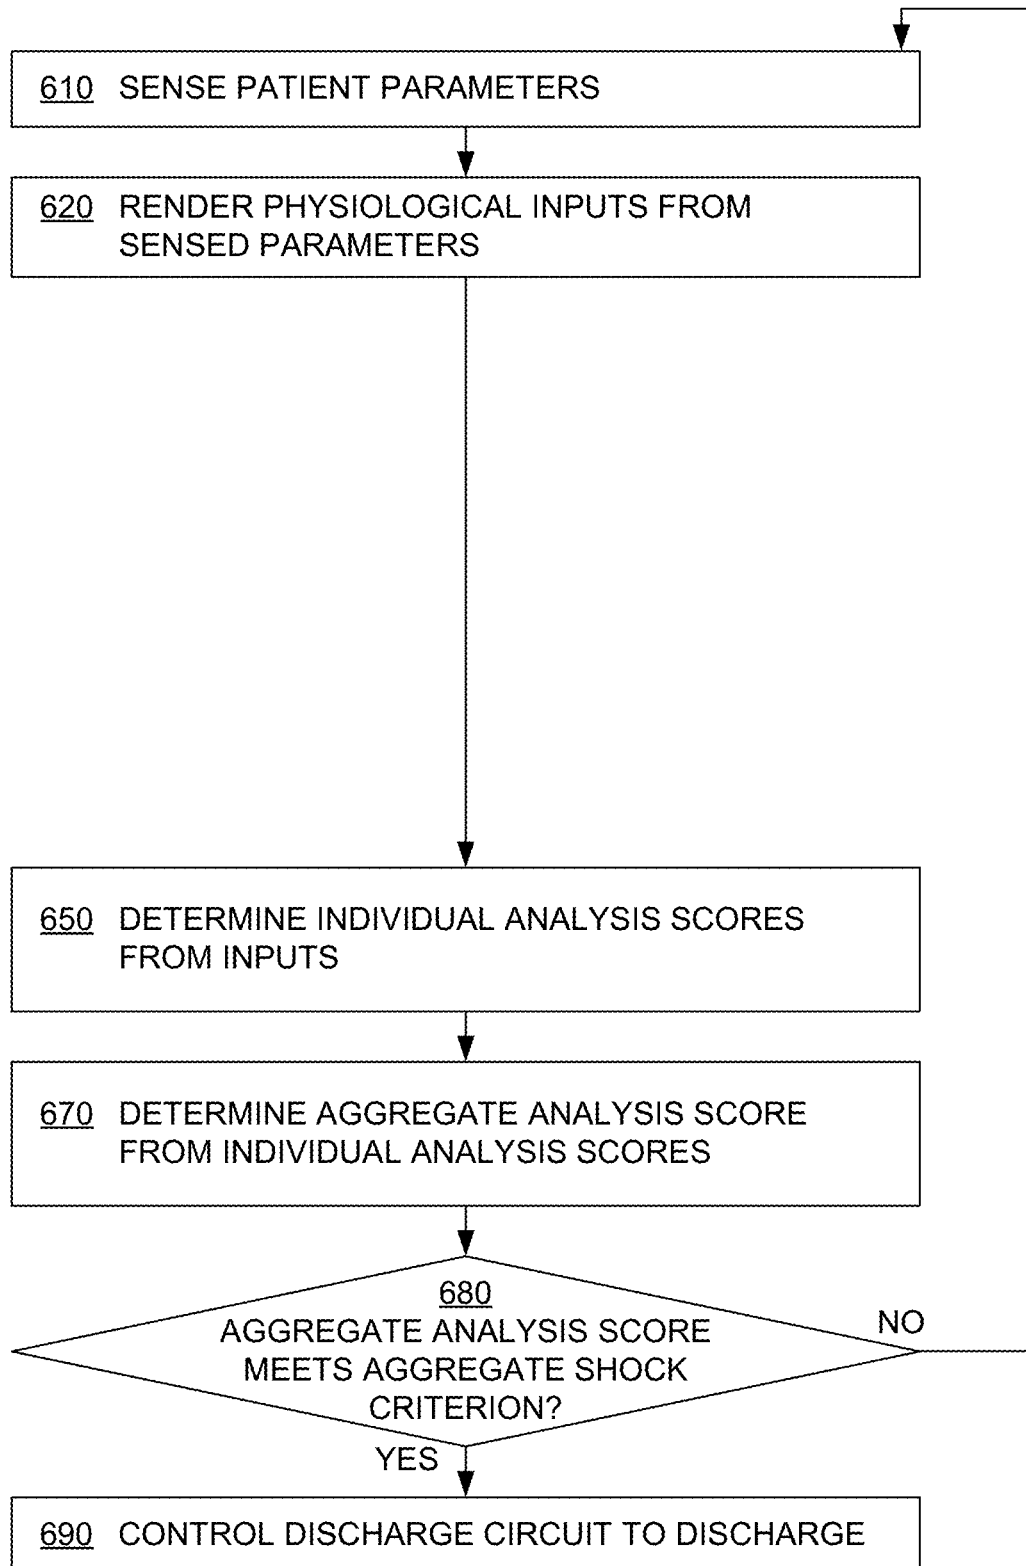 610 SENSE PATIENT PARAMETERS
620 RENDER PHYSIOLOGICAL INPUTS FROM
SENSED PARAMETERS
650 DETERMINE INDIVIDUAL ANALYSIS SCORES
FROM INPUTS
670 DETERMINE AGGREGATE ANALYSIS SCORE
FROM INDIVIDUAL ANALYSIS SCORES
680
AGGREGATE ANALYSIS SCORE
MEETS AGGREGATE SHOCK
CRITERION?
NO
YES
690 CONTROL DISCHARGE CIRCUIT TO DISCHARGE